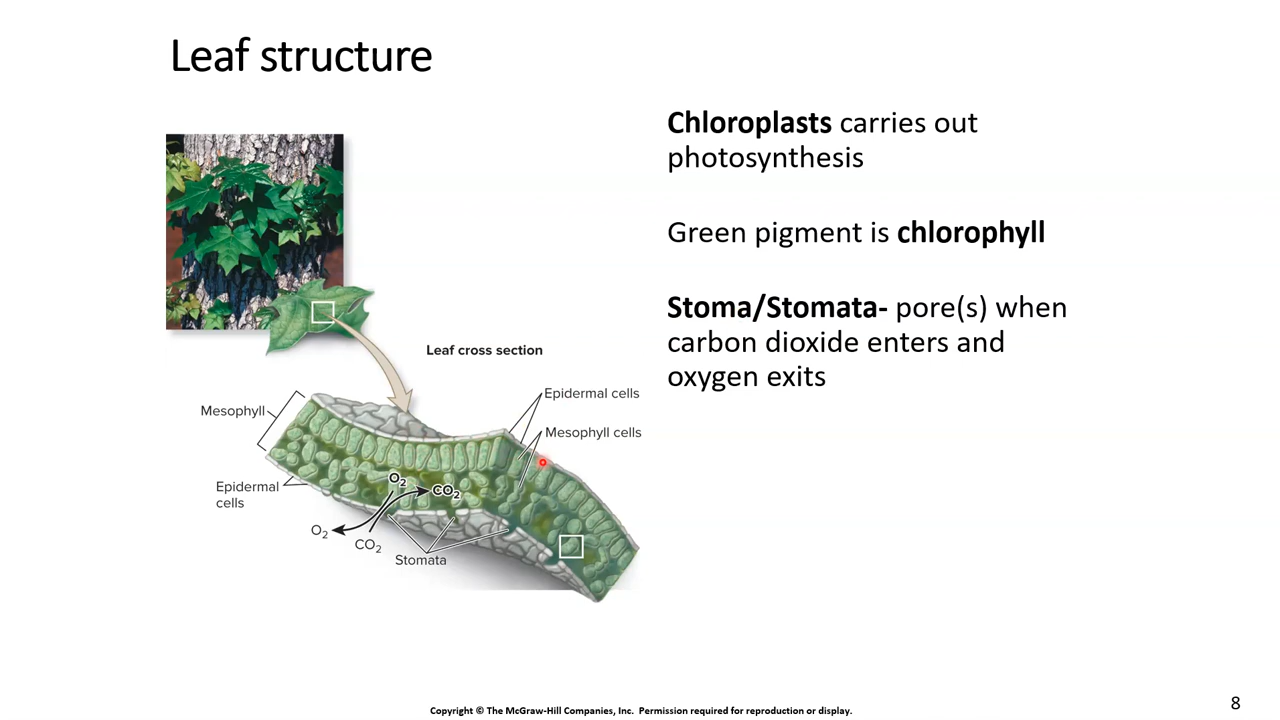 Leaf structure
Chloroplasts carries out
photosynthesis
Green pigment is chlorophyll
Stoma/Stomata- pore(s) when
carbon dioxide enters and
oxygen exits
Leaf cross section
Epidermal cells
Mesophyll
Mesophyll cells
Epidermal
cells
O₂
CO₂
O₂
CO₂
Stomata
Copyright © The McGraw-Hill Companies, Inc. Permission required for reproduction or display.
8